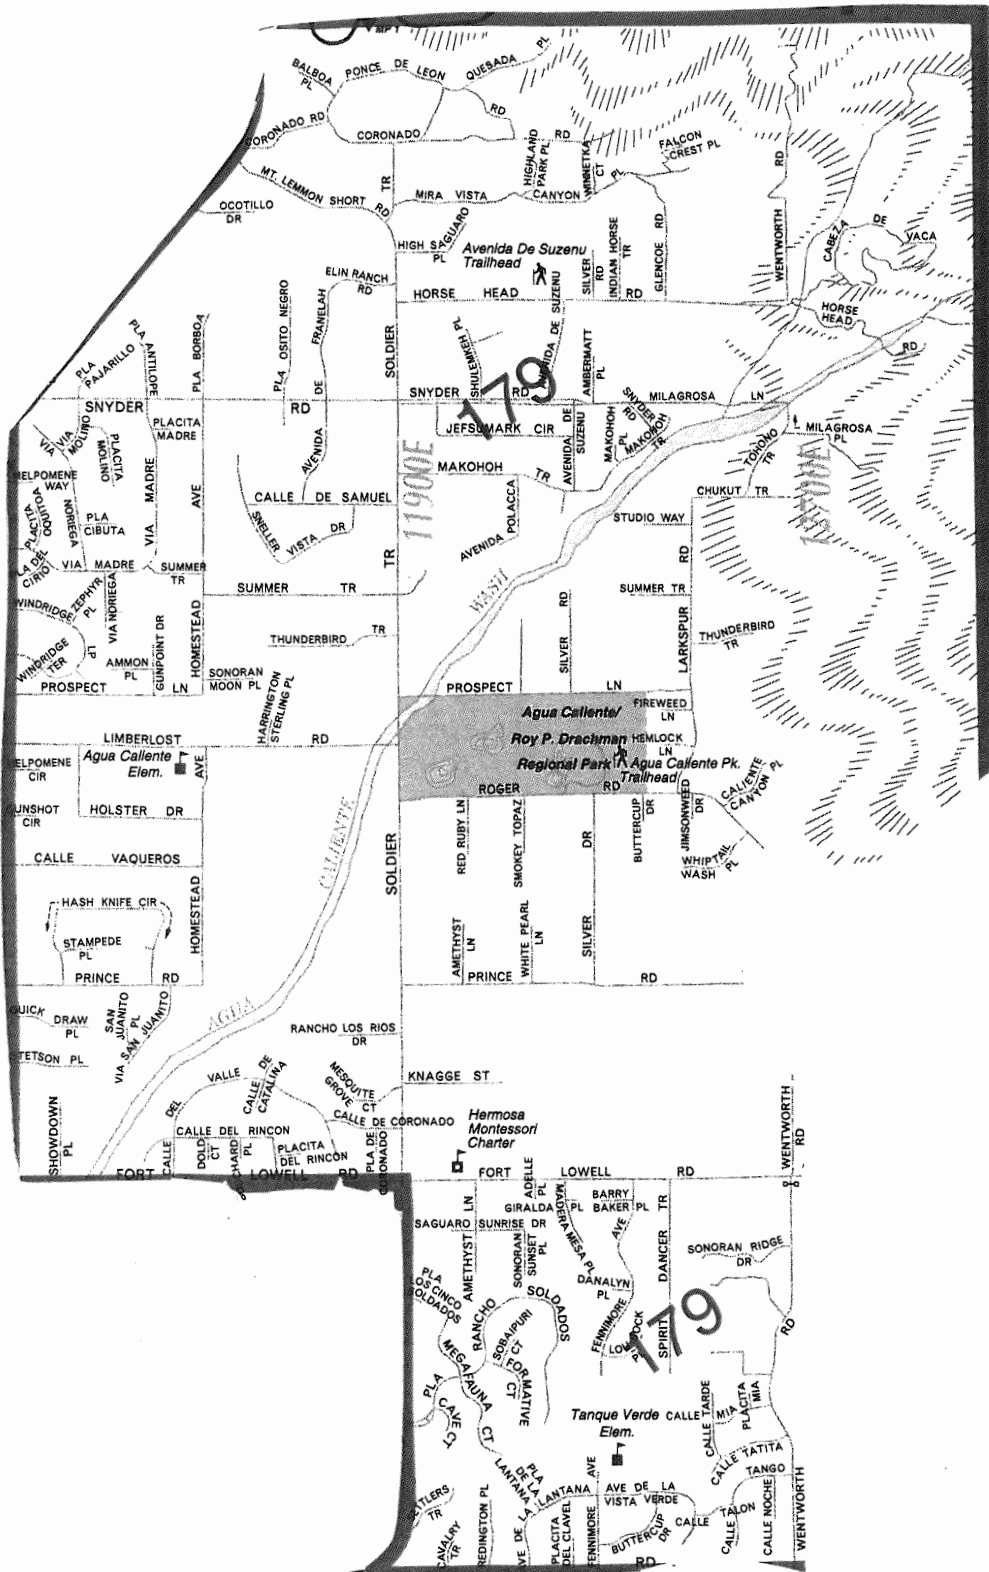 MP 1
BALBOA PL
PONCE DE LEON
QUESADA PL
RD
CORONADO RD
CORONADO RD
HIGHLAND PARK PL
MINNETKA CT
FALCON CREST PL
PL
RD
MT. LEMMON SHORT RD
TR
MIRA VISTA CANYON
OCOTILLO DR
HIGH SAGUARO PL
Avenida De Suzenu
Trailhead
SILVER RD
INDIAN HORSE TR
GLENCOE RD
WENTWORTH
CABEZA DE VACA
ELIN RANCH RD
HORSE HEAD RD
HORSE HEAD
RD
PLA ANTILOPE
PLA PAJARILLO
PLA BORBOA
PLA OSITO NEGRO
AVENIDA DE FRANELAH
SOLDIER
SHULEMKEH PL
AMBERMATT PL
179
SNYDER RD
SNYDER RD
MILAGROSA LN
VIA
VIA MOLINO
PLACITA MOLINO
PLACITA MADRE
JEFSUMARK CIR
AVENIDA DE SUZENU
MAKOHOH PL
SNYDER RD
MAKOHOH TR
TOHONO TR
MILAGROSA PL
MELPOMENE WAY
VIA MADRE
AVE
11900E
MAKOHOH TR
CALLE DE SAMUEL
CHUKUT TR
PLACITA OQUITOA
NORIEGA
PLA CIBUTA
SNELLER VISTA DR
AVENIDA POLACCA
STUDIO WAY
RD
LA DEL CIRIO
VIA MADRE
SUMMER TR
SUMMER TR
TR
WASH
SILVER RD
SUMMER TR
WINDRIDGE
ZEPHYR PL
VIA NORIEGA
GUNPOINT DR
HOMESTEAD
THUNDERBIRD TR
LARKSPUR
THUNDERBIRD TR
WINDRIDGE TER
LP
AMMON PL
SONORAN MOON PL
HARRINGTON STERLING PL
PROSPECT LN
PROSPECT LN
FIREWEED LN
Agua Caliente/
Roy P. Drachman
Regional Park
HEMLOCK LN
LIMBERLOST RD
Agua Caliente
Elem.
AVE
Agua Caliente Pk.
Trailhead
MELPOMENE CIR
ROGER RD
CALIENTE CANYON PL
GUNSHOT CIR
HOLSTER DR
CALIENTE
SOLDIER
RED RUBY LN
SMOKEY TOPAZ
DR
BUTTERCUP DR
JIMSONWEED DR
WHIPTAIL WASH PL
CALLE VAQUEROS
HOMESTEAD
HASH KNIFE CIR
AMETHYST LN
WHITE PEARL LN
SILVER
STAMPEDE PL
PRINCE RD
PRINCE RD
QUICK DRAW PL
SAN JUANITO PL
VIA SAN JUANITO
AGUA
RANCHO LOS RIOS DR
STETSON PL
DEL VALLE
CALLE DE CATALINA
MESQUITE GROVE CT
KNAGGE ST
CALLE DE CORONADO
Hermosa
Montessori
Charter
WENTWORTH RD
SHOWDOWN PL
CALLE
CALLE DEL RINCON
DOLD CT
PLACITA DEL RINCON
PLA DE CORONADO
FORT LOWELL RD
FORT LOWELL RD
LN
ADELLE PL
GIRALDA PL
BARRY BAKER PL
TR
SAGUARO SUNRISE DR
MADERA MESA PL
AVE
AMETHYST
SONORAN SUNSET PL
DANCER
SONORAN RIDGE DR
PLA LOS CINCO SOLDADOS
DANALYN PL
RANCHO SOLDADOS
FENNIMORE
SPIRIT
179
RD
SOBAIPURI CT
FORMATIVE CT
PLA MEGAFAUNA CT
CAVE CT
Tanque Verde
Elem.
CALLE TARDE
CALLE MIA
PLACITA MIA
CALLE TATITA
TANGO
PLA DE LA LANTANA
LANTANA
AVE
AVE DE LA VISTA VERDE
SETTLERS TR
CAVALRY TR
REDINGTON PL
AVE DE LA
PLACITA DEL CLAVEL
FENNIMORE
BUTTERCUP DR
CALLE TALON
CALLE
CALLE NOCHE
WENTWORTH
RD